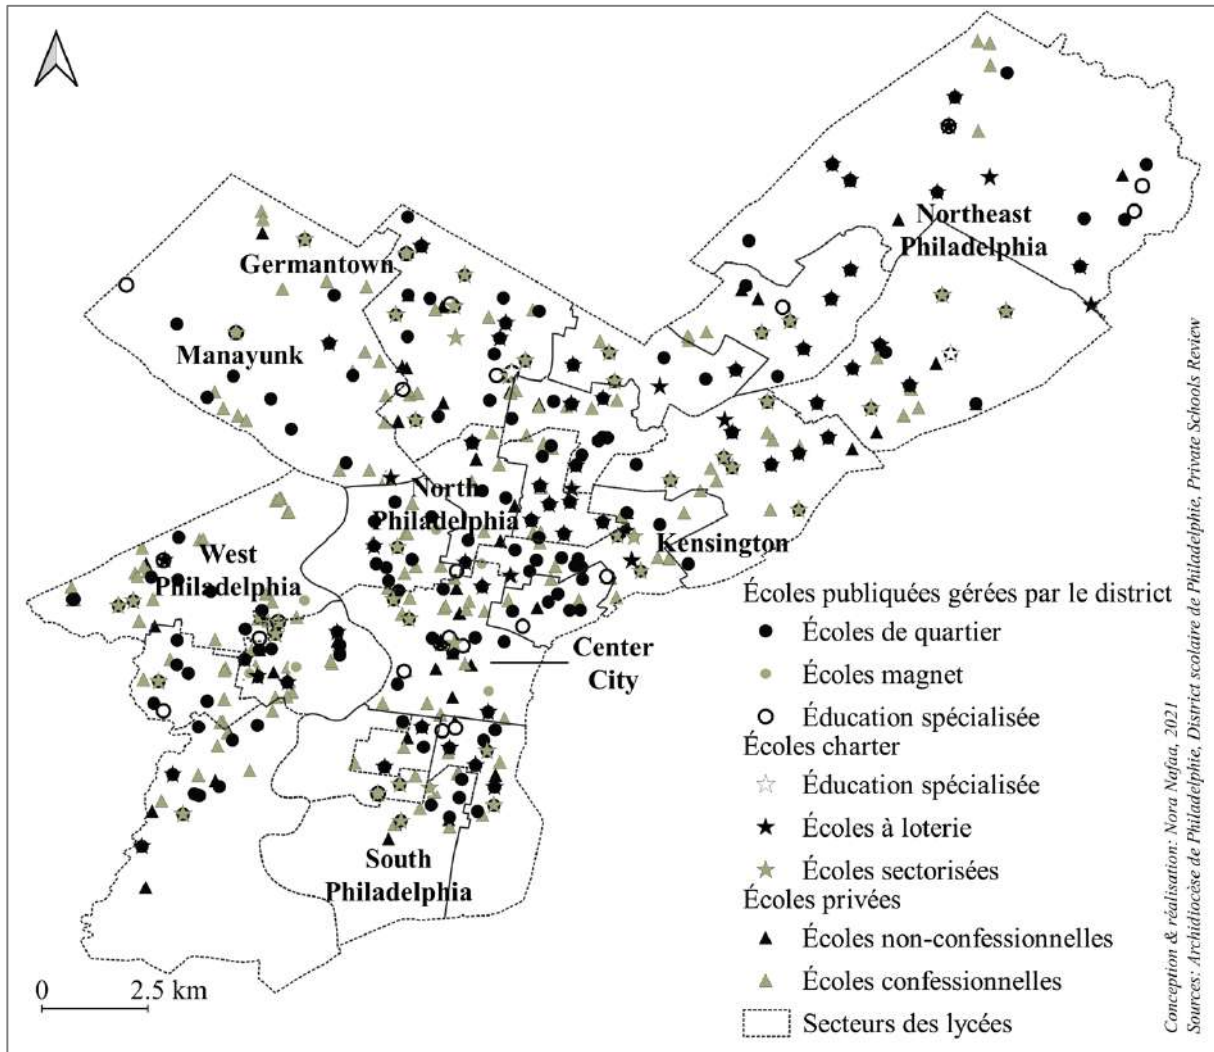 Northeast
Philadelphia
Germantown
Manayunk
North
Philadelphia
West
Philadelphia
Kensington
Center
City
South
Philadelphia
Écoles publiquées gérées par le district
Écoles de quartier
Écoles magnet
Éducation spécialisée
Écoles charter
Éducation spécialisée
Écoles à loterie
Écoles sectorisées
Écoles privées
Écoles non-confessionnelles
Écoles confessionnelles
Secteurs des lycées
0 2.5 km
Conception & réalisation: Nora Nafaa, 2021
Sources: Archidiocèse de Philadelphie, District scolaire de Philadelphie, Private Schools Review